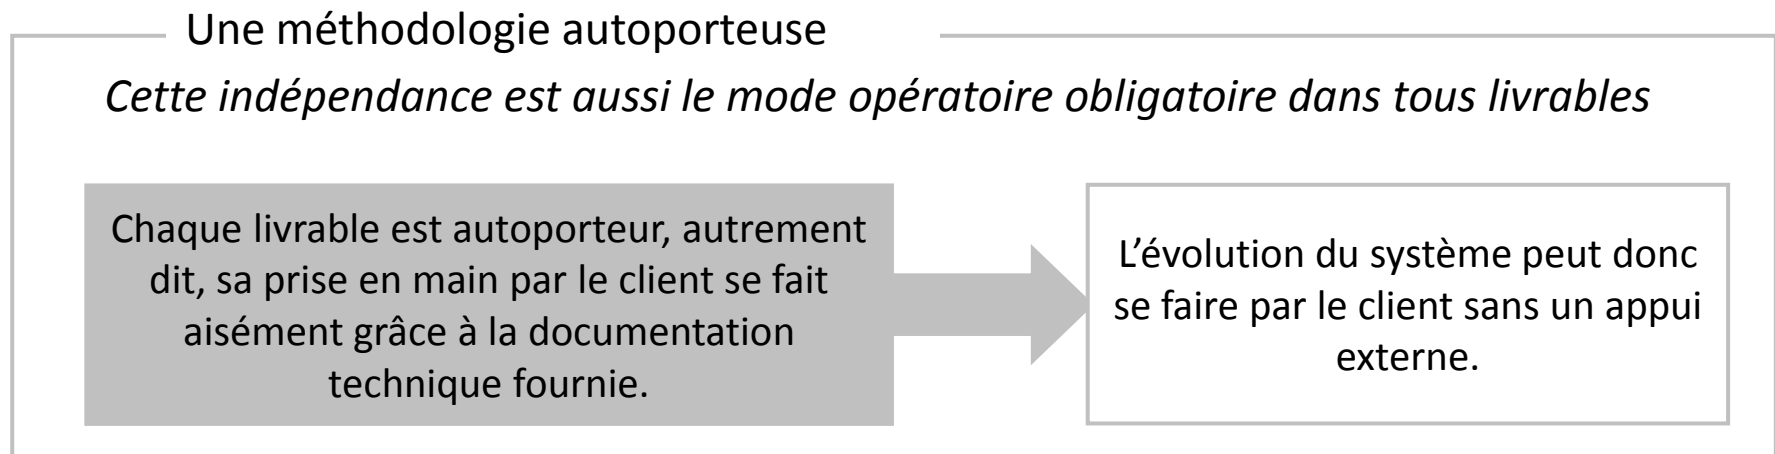 Une méthodologie autoporteuse
Cette indépendance est aussi le mode opératoire obligatoire dans tous livrables
Chaque livrable est autoporteur, autrement
dit, sa prise en main par le client se fait
aisément grâce à la documentation
technique fournie.
L’évolution du système peut donc
se faire par le client sans un appui
externe.